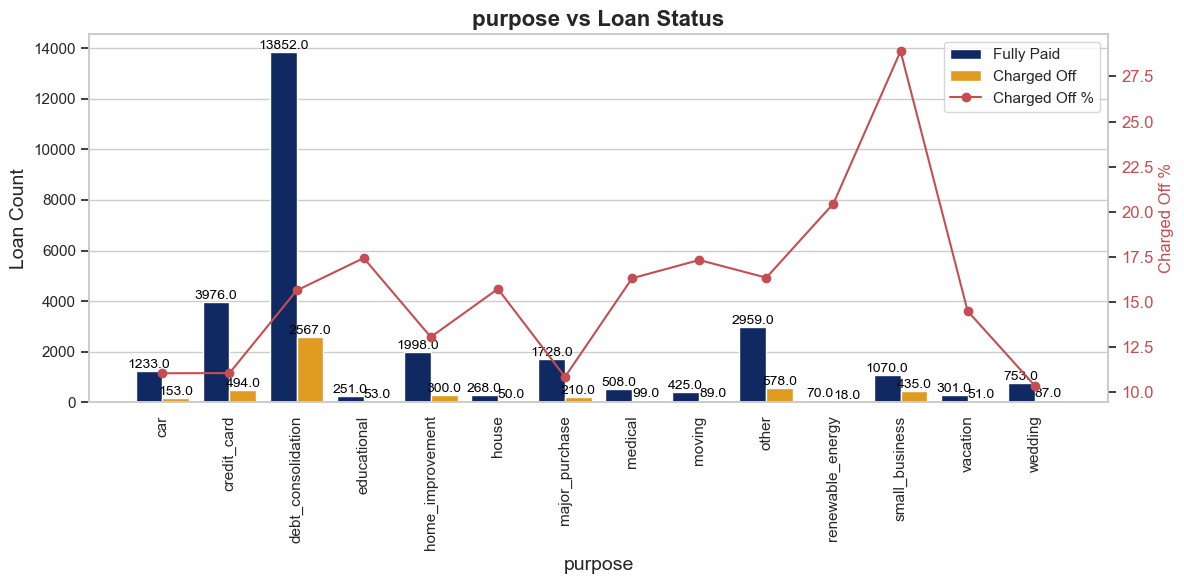 purpose vs Loan Status
Fully Paid
Charged Off
Charged Off %
Loan Count
14000
12000
10000
8000
6000
4000
2000
0
1233.0
153.0
3976.0
494.0
13852.0
2567.0
251.0
53.0
1998.0
300.0
268.0
50.0
1728.0
210.0
508.0
99.0
425.0
89.0
2959.0
578.0
70.0
18.0
1070.0
435.0
301.0
51.0
753.0
87.0
27.5
25.0
22.5
20.0
17.5
15.0
12.5
10.0
Charged Off %
car
credit_card
debt_consolidation
educational
home_improvement
house
major_purchase
medical
moving
other
renewable_energy
small_business
vacation
wedding
purpose